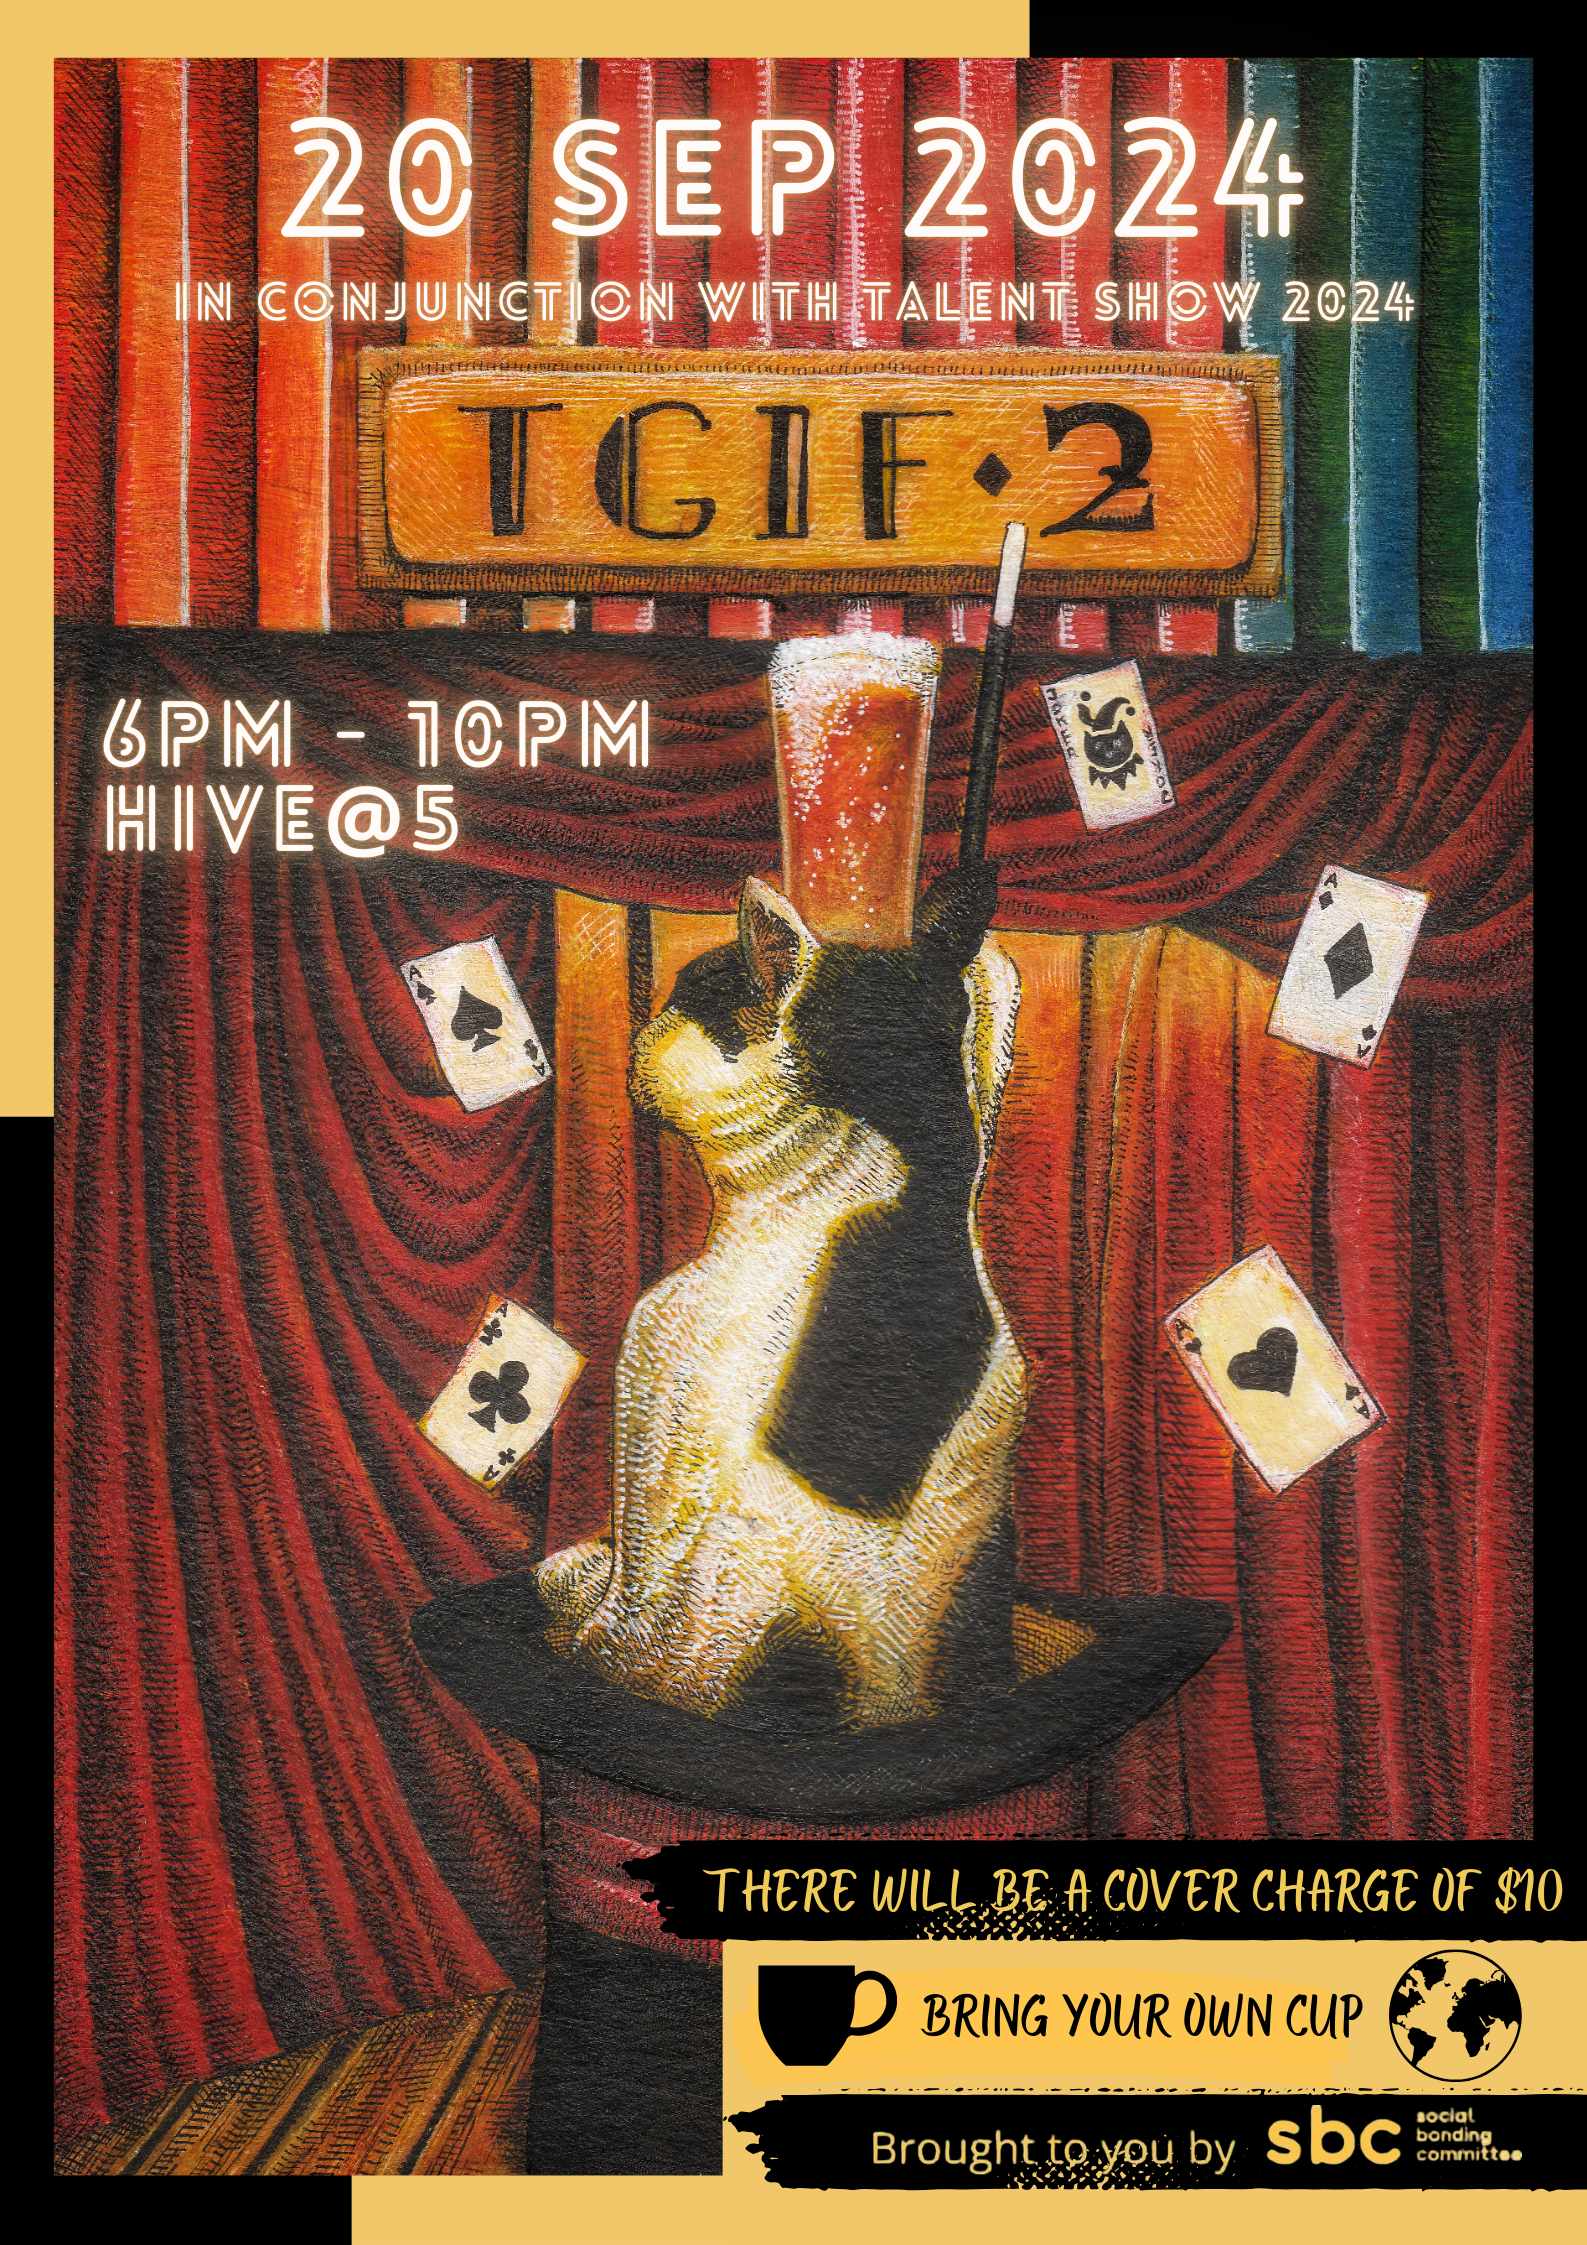 20 SEP 2024
IN CONJUNCTION WITH TALENT SHOW 2024
TGIF·2
6PM - 10PM
HIVE@5
JOKER
JOKER
A
A
A
A
A
A
A
A
THERE WILL BE A COVER CHARGE OF $10
BRING YOUR OWN CUP
Brought to you by sbc social bonding committee